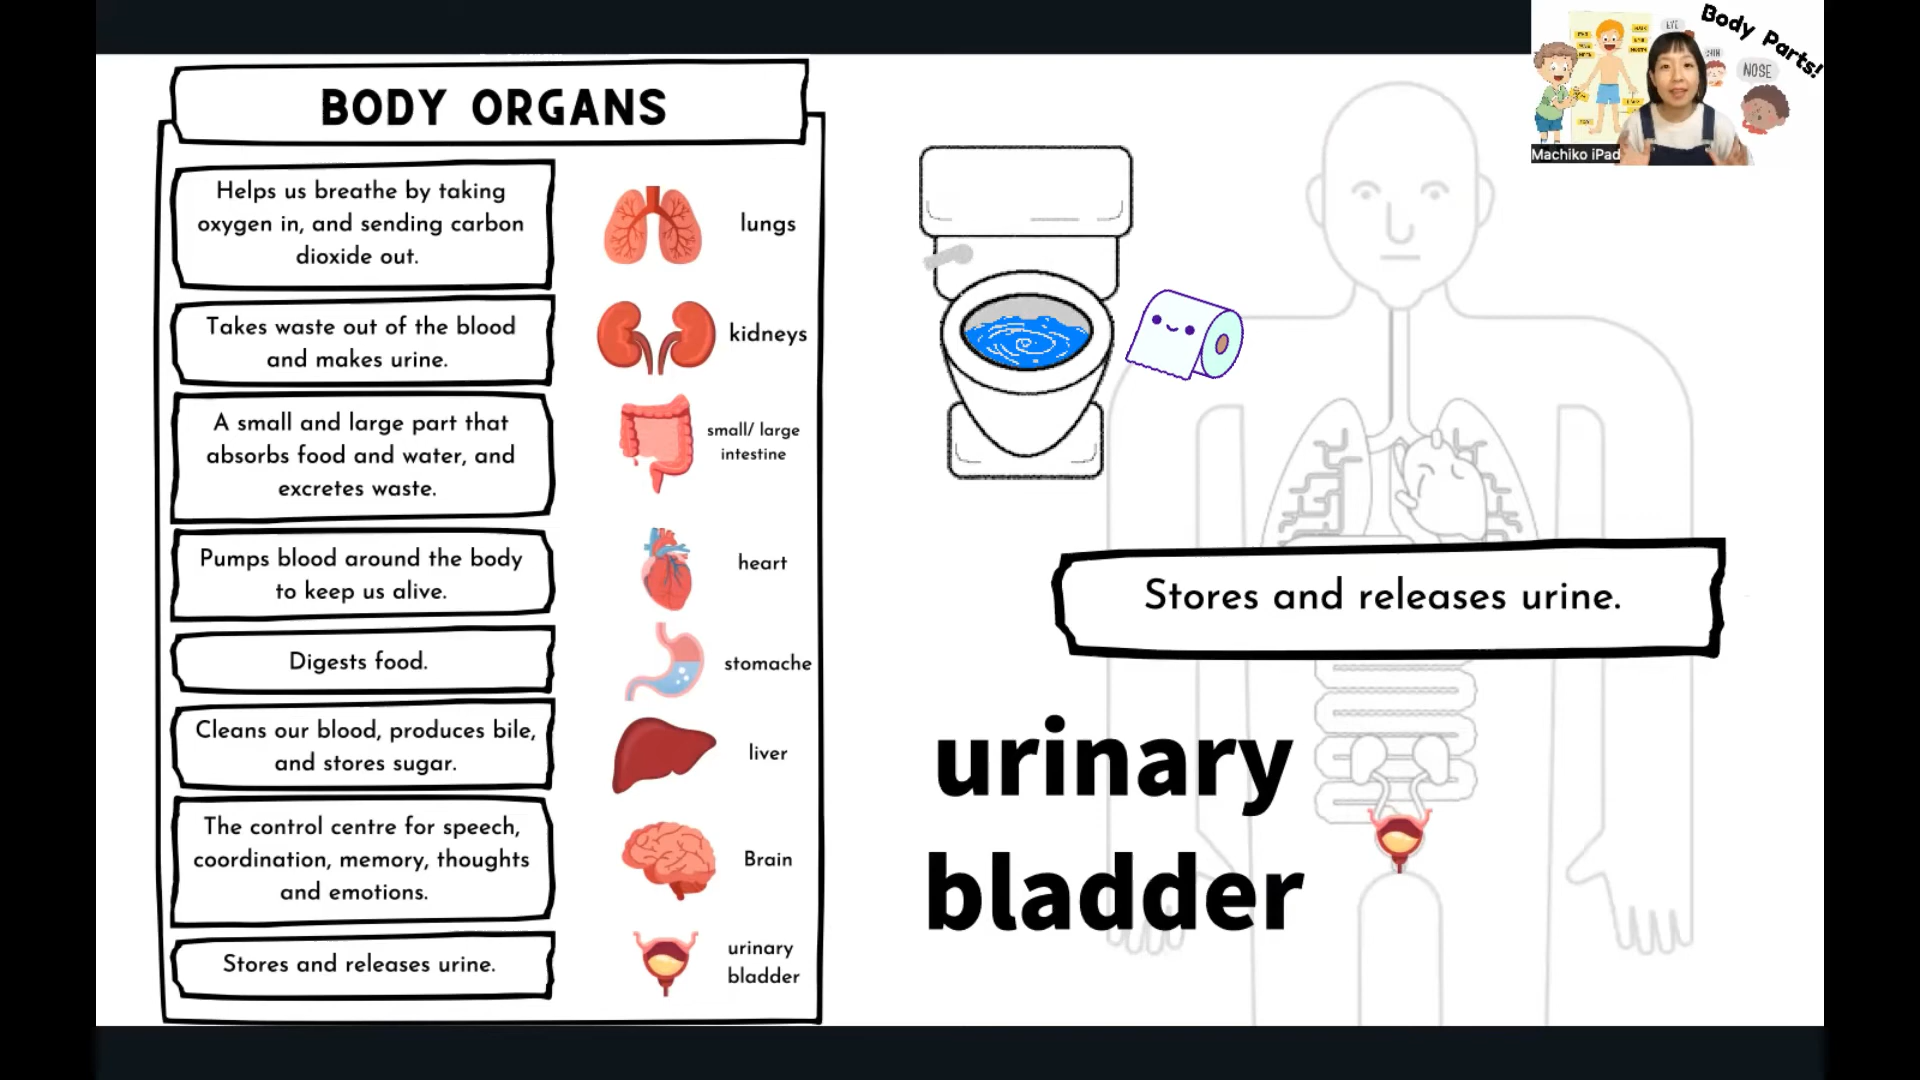 BODY ORGANS
Helps us breathe by taking
oxygen in, and sending carbon
dioxide out.
lungs
Takes waste out of the blood
and makes urine.
kidneys
A small and large part that
absorbs food and water, and
excretes waste.
small/ large
intestine
Pumps blood around the body
to keep us alive.
heart
Digests food.
stomache
Cleans our blood, produces bile,
and stores sugar.
liver
The control centre for speech,
coordination, memory, thoughts
and emotions.
Brain
Stores and releases urine.
urinary
bladder
Stores and releases urine.
urinary
bladder
Body Parts!
EYE
NOSE
Machiko iPad